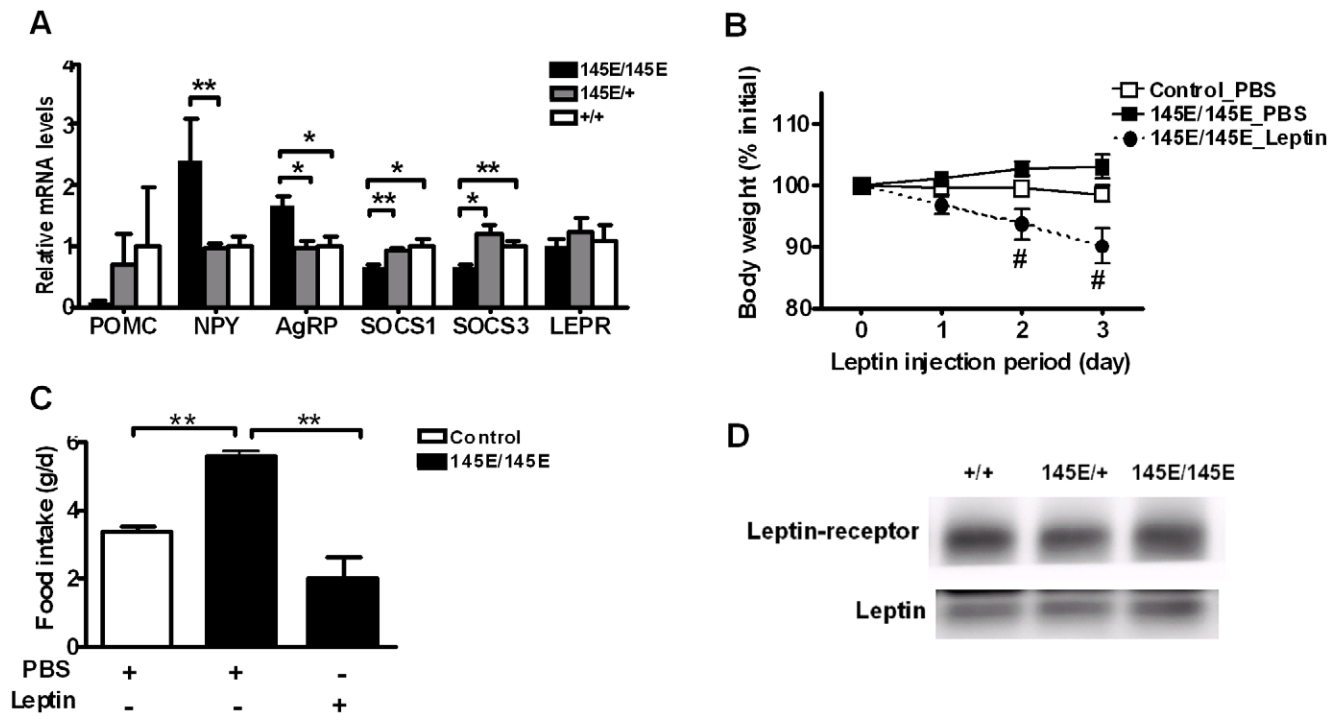 A
Relative mRNA levels
4
3
2
1
0
**
*
*
*
**
**
*
POMC NPY AgRP SOCS1 SOCS3 LEPR
145E/145E
145E/+
+/+
B
Body weight (% initial)
110
100
90
80
Control_PBS
145E/145E_PBS
145E/145E_Leptin
# #
0 1 2 3
Leptin injection period (day)
C
Food intake (g/d)
6
4
2
0
** **
Control
145E/145E
PBS + + -
Leptin - - +
D
+/+ 145E/+ 145E/145E
Leptin-receptor
Leptin